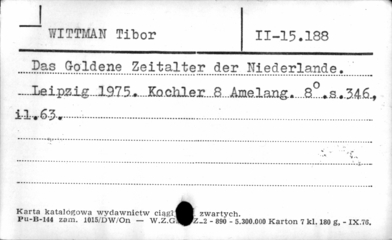 WITTMAN Tibor II-15.188
Das Goldene Zeitalter der Niederlande.
Leipzig 1975. Kochler 8 Amelang. 8°.s.346,
il.63.
Karta katalogowa wydawnictw ciągł zwartych.
Pu-B-144 zam. 1015/DW/On — W.Z.G. Z.2 - 890 - 5.300.000 Karton 7 kl. 180 g. - IX.76.